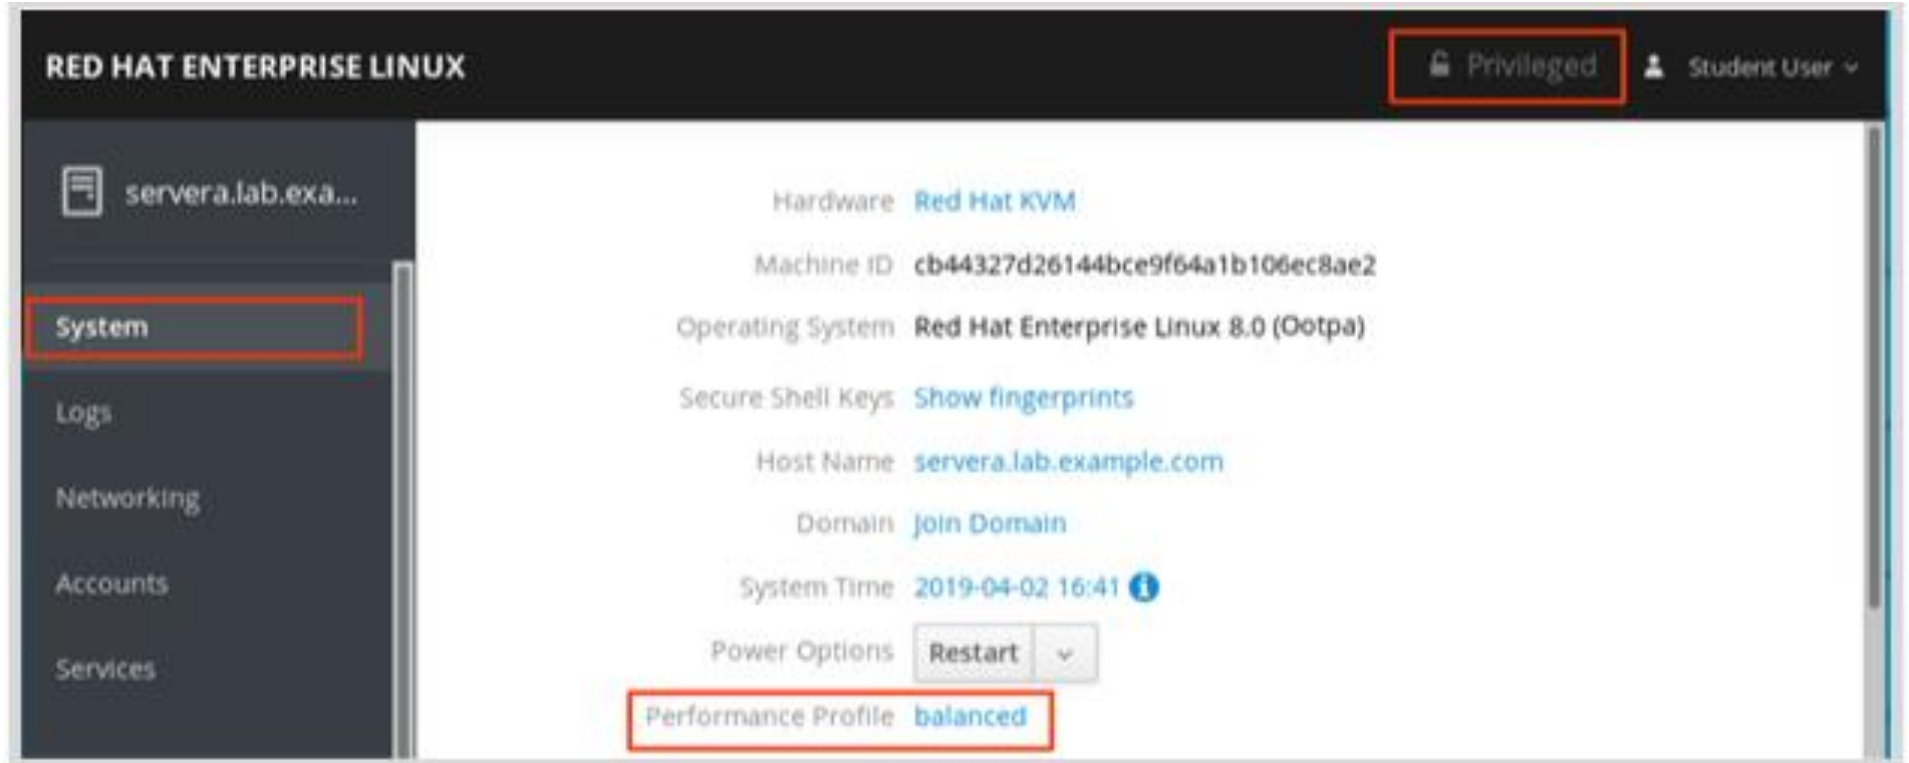 RED HAT ENTERPRISE LINUX
Privileged
Student User
servera.lab.exa...
System
Logs
Networking
Accounts
Services
Hardware Red Hat KVM
Machine ID cb44327d26144bce9f64a1b106ec8ae2
Operating System Red Hat Enterprise Linux 8.0 (Ootpa)
Secure Shell Keys Show fingerprints
Host Name servera.lab.example.com
Domain Join Domain
System Time 2019-04-02 16:41
Power Options Restart
Performance Profile balanced